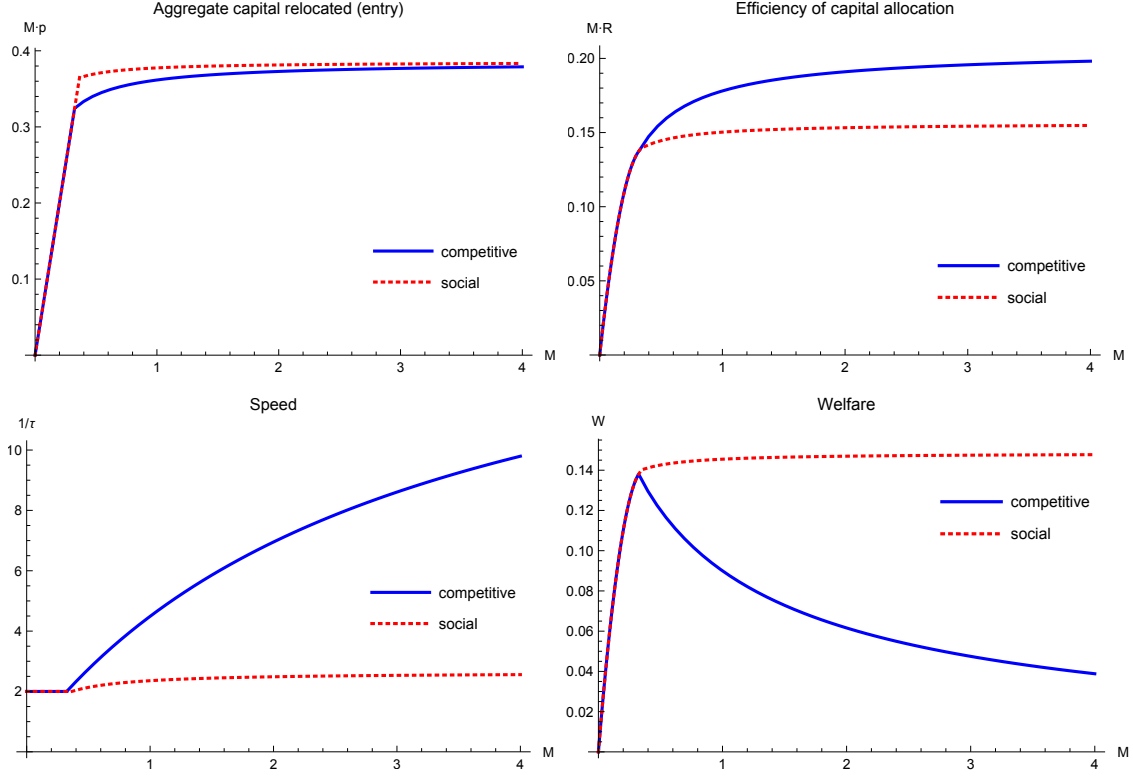 Aggregate capital relocated (entry)
M·p
0.4
0.3
0.2
0.1
competitive
social
1
2
3
4
M
Efficiency of capital allocation
M·R
0.20
0.15
0.10
0.05
competitive
social
1
2
3
4
M
Speed
1/τ
10
8
6
4
2
competitive
social
1
2
3
4
M
Welfare
W
0.14
0.12
0.10
0.08
0.06
0.04
0.02
competitive
social
1
2
3
4
M